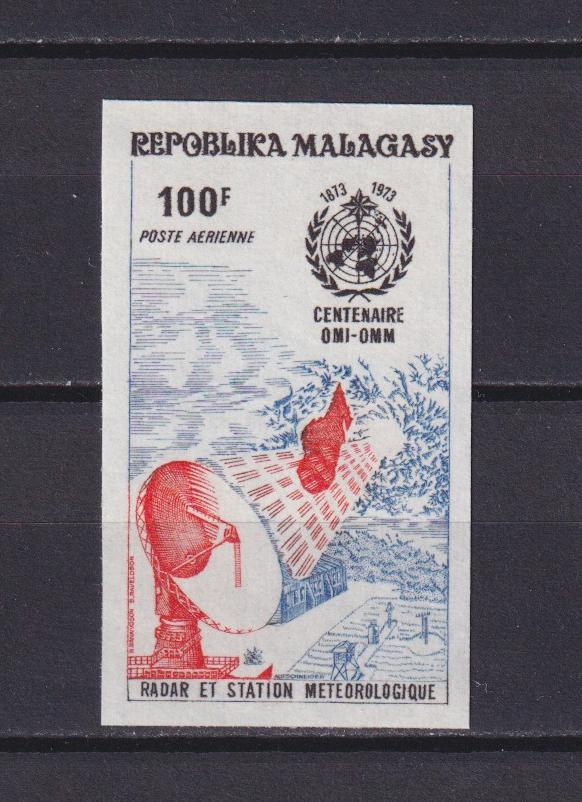 REPOBLIKA MALAGASY
100F
POSTE AERIENNE
1873 1973
CENTENAIRE
OMI-OMM
RADAR ET STATION METEOROLOGIQUE